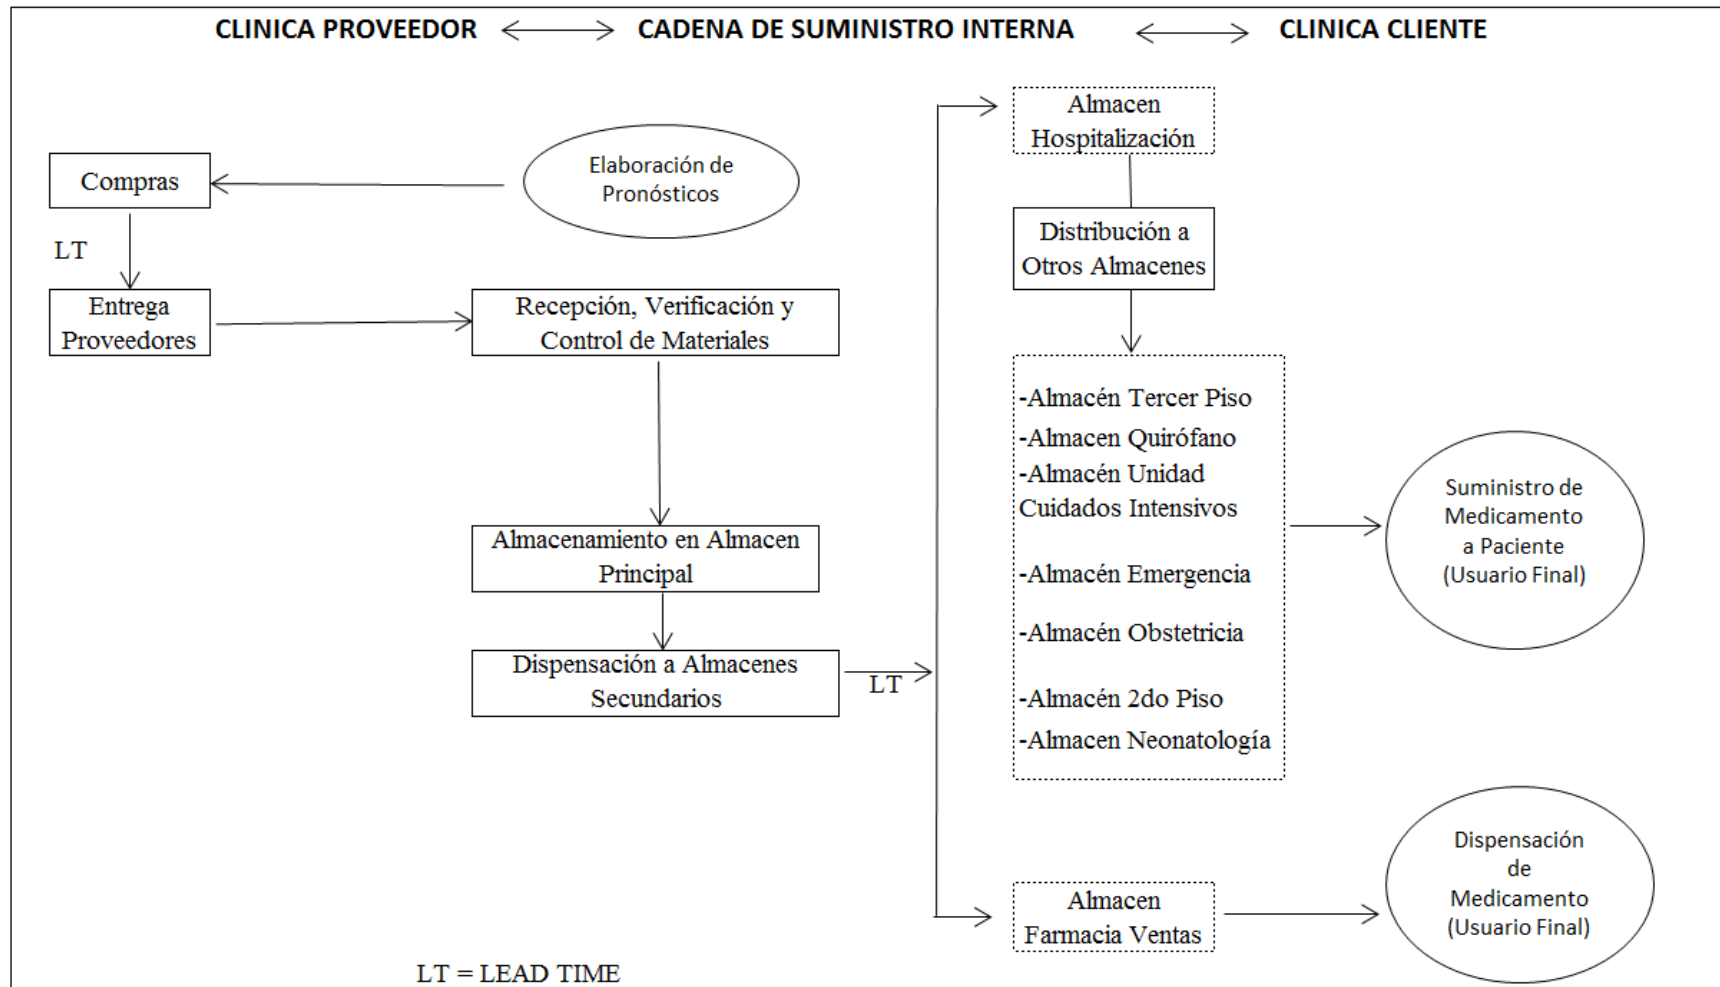 CLINICA PROVEEDOR
CADENA DE SUMINISTRO INTERNA
CLINICA CLIENTE
Elaboración de
Pronósticos
Compras
LT
Entrega
Proveedores
Recepción, Verificación y
Control de Materiales
Almacenamiento en Almacen
Principal
Dispensación a Almacenes
Secundarios
LT
Almacen
Hospitalización
Distribución a
Otros Almacenes
-Almacén Tercer Piso
-Almacen Quirófano
-Almacén Unidad
Cuidados Intensivos
-Almacén Emergencia
-Almacén Obstetricia
-Almacén 2do Piso
-Almacen Neonatología
Suministro de
Medicamento
a Paciente
(Usuario Final)
Almacen
Farmacia Ventas
Dispensación
de
Medicamento
(Usuario Final)
LT = LEAD TIME